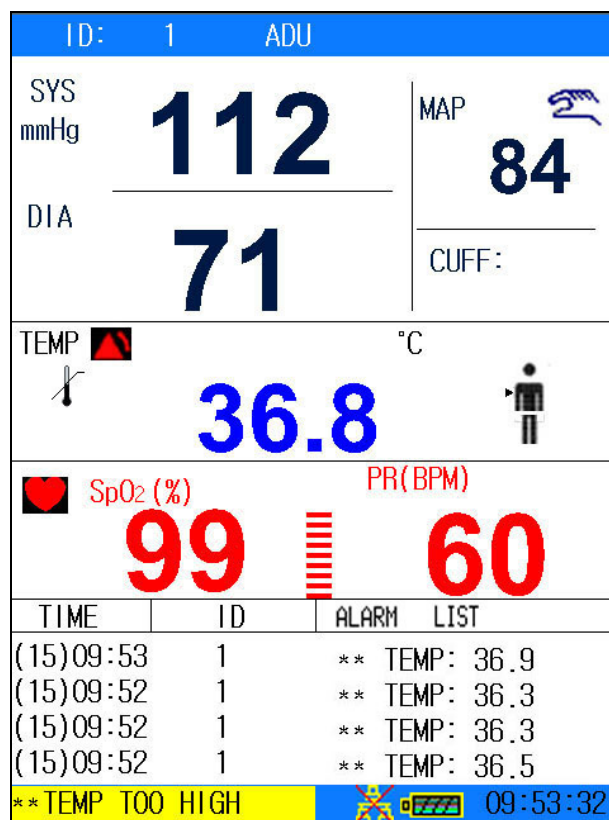 ID: 1 ADU
SYS
mmHg
112
MAP
84
DIA
71
CUFF:
TEMP
°C
36.8
SpO2 (%)
PR(BPM)
99
60
TIME ID ALARM LIST
(15)09:53 1 ** TEMP: 36.9
(15)09:52 1 ** TEMP: 36.3
(15)09:52 1 ** TEMP: 36.3
(15)09:52 1 ** TEMP: 36.5
**TEMP TOO HIGH 09:53:32